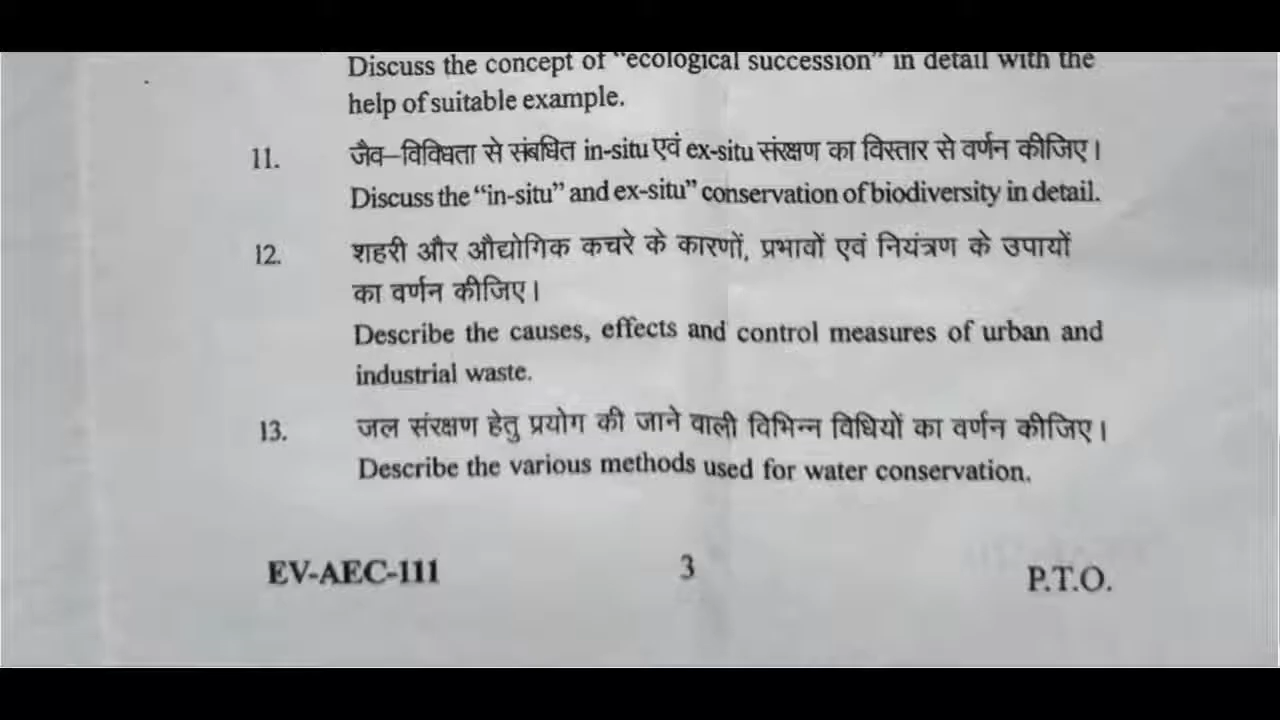 Discuss the concept of "ecological succession" in detail with the
help of suitable example.
11. जैव–विविधता से संबधित in-situ एवं ex-situ संरक्षण का विस्तार से वर्णन कीजिए।
Discuss the “in-situ” and ex-situ” conservation of biodiversity in detail.
12. शहरी और औद्योगिक कचरे के कारणों, प्रभावों एवं नियंत्रण के उपायों
का वर्णन कीजिए।
Describe the causes, effects and control measures of urban and
industrial waste.
13. जल संरक्षण हेतु प्रयोग की जाने वाली विभिन्न विधियों का वर्णन कीजिए।
Describe the various methods used for water conservation.
EV-AEC-111 3 P.T.O.